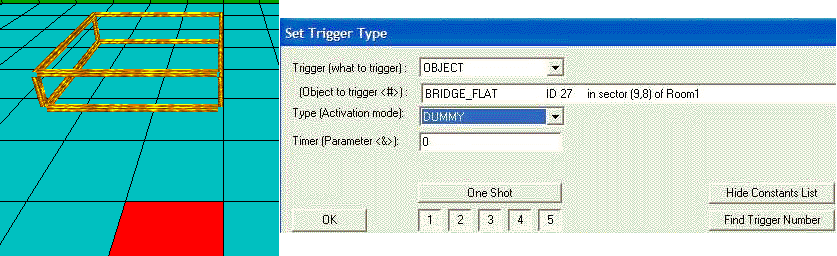 Set Trigger Type
Trigger (what to trigger) : OBJECT
(Object to trigger <#>) : BRIDGE_FLAT ID 27 in sector (9,8) of Room1
Type (Activation mode): DUMMY
Timer (Parameter <&>): 0
One Shot Hide Constants List
OK 1 2 3 4 5 Find Trigger Number